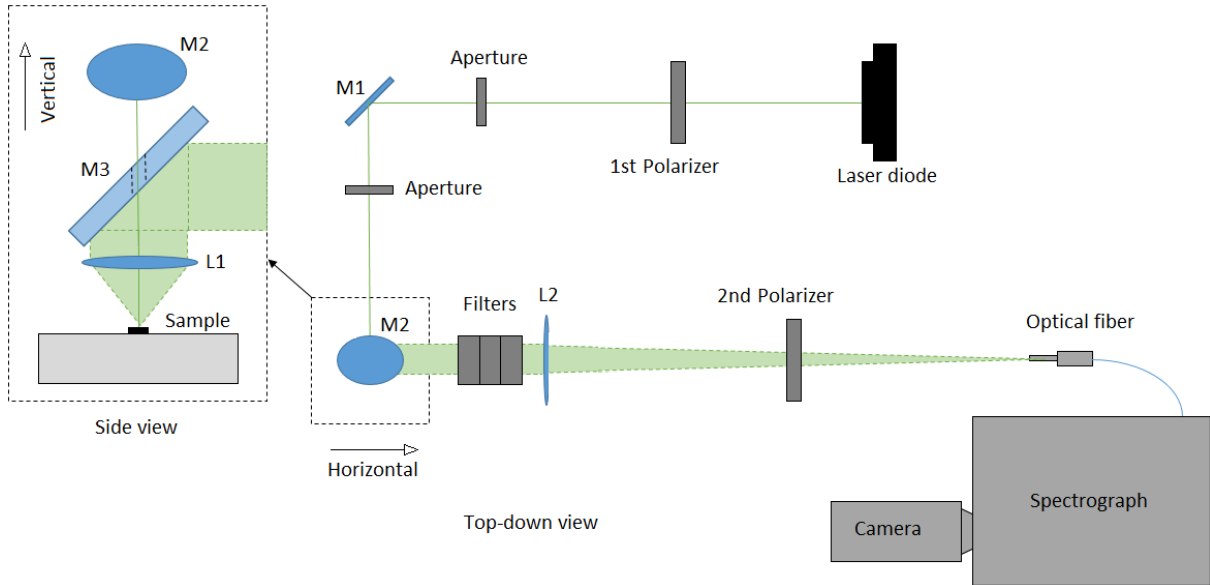 M2
Vertical
M3
L1
Sample
Side view
M1
Aperture
1st Polarizer
Laser diode
Aperture
M2
Filters
L2
2nd Polarizer
Optical fiber
Horizontal
Top-down view
Camera
Spectrograph